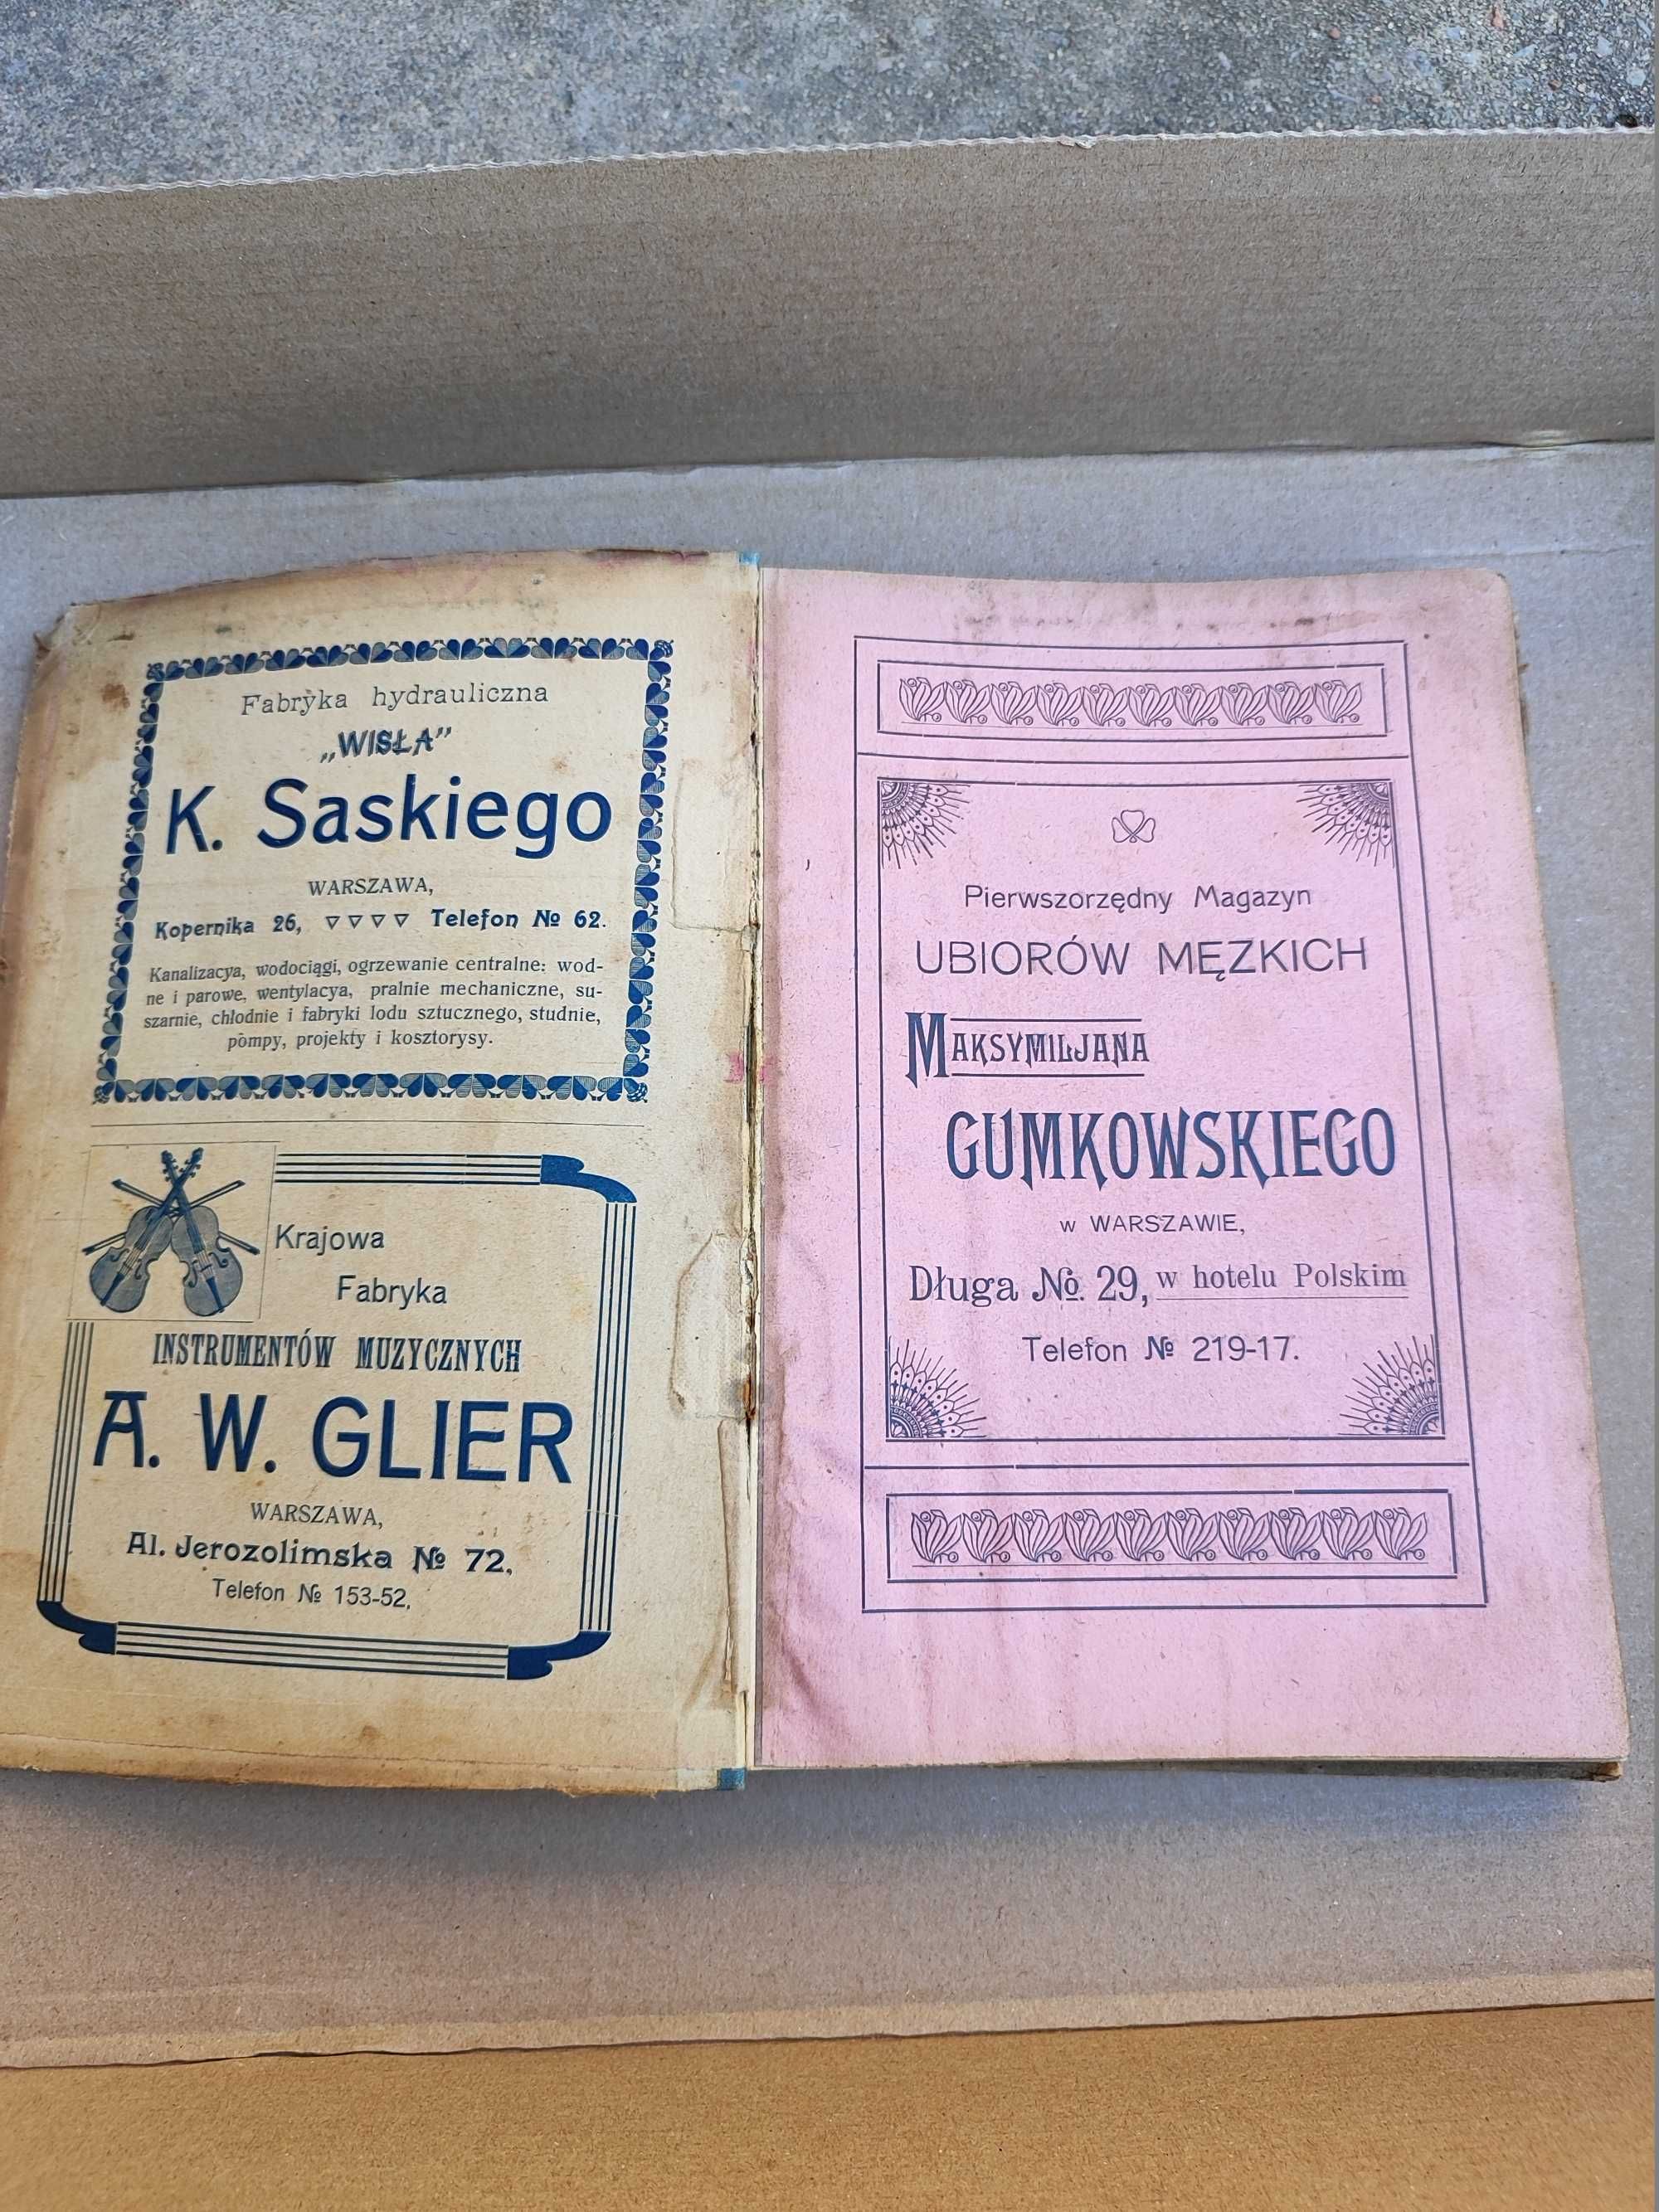 Fabryka hydrauliczna
„WISŁA”
K. Saskiego
WARSZAWA,
Kopernika 26, ▽ ▽ ▽ ▽ Telefon № 62.
Kanalizacya, wodociągi, ogrzewanie centralne: wod-
ne i parowe, wentylacya, pralnie mechaniczne, su-
szarnie, chłodnie i fabryki lodu sztucznego, studnie,
pompy, projekty i kosztorysy.
Krajowa
Fabryka
INSTRUMENTÓW MUZYCZNYCH
A. W. GLIER
WARSZAWA,
Al. Jerozolimska № 72,
Telefon № 153-52,
Pierwszorzędny Magazyn
UBIORÓW MĘZKICH
MAKSYMILJANA
GUMKOWSKIEGO
w WARSZAWIE,
Długa №. 29, w hotelu Polskim
Telefon № 219-17.